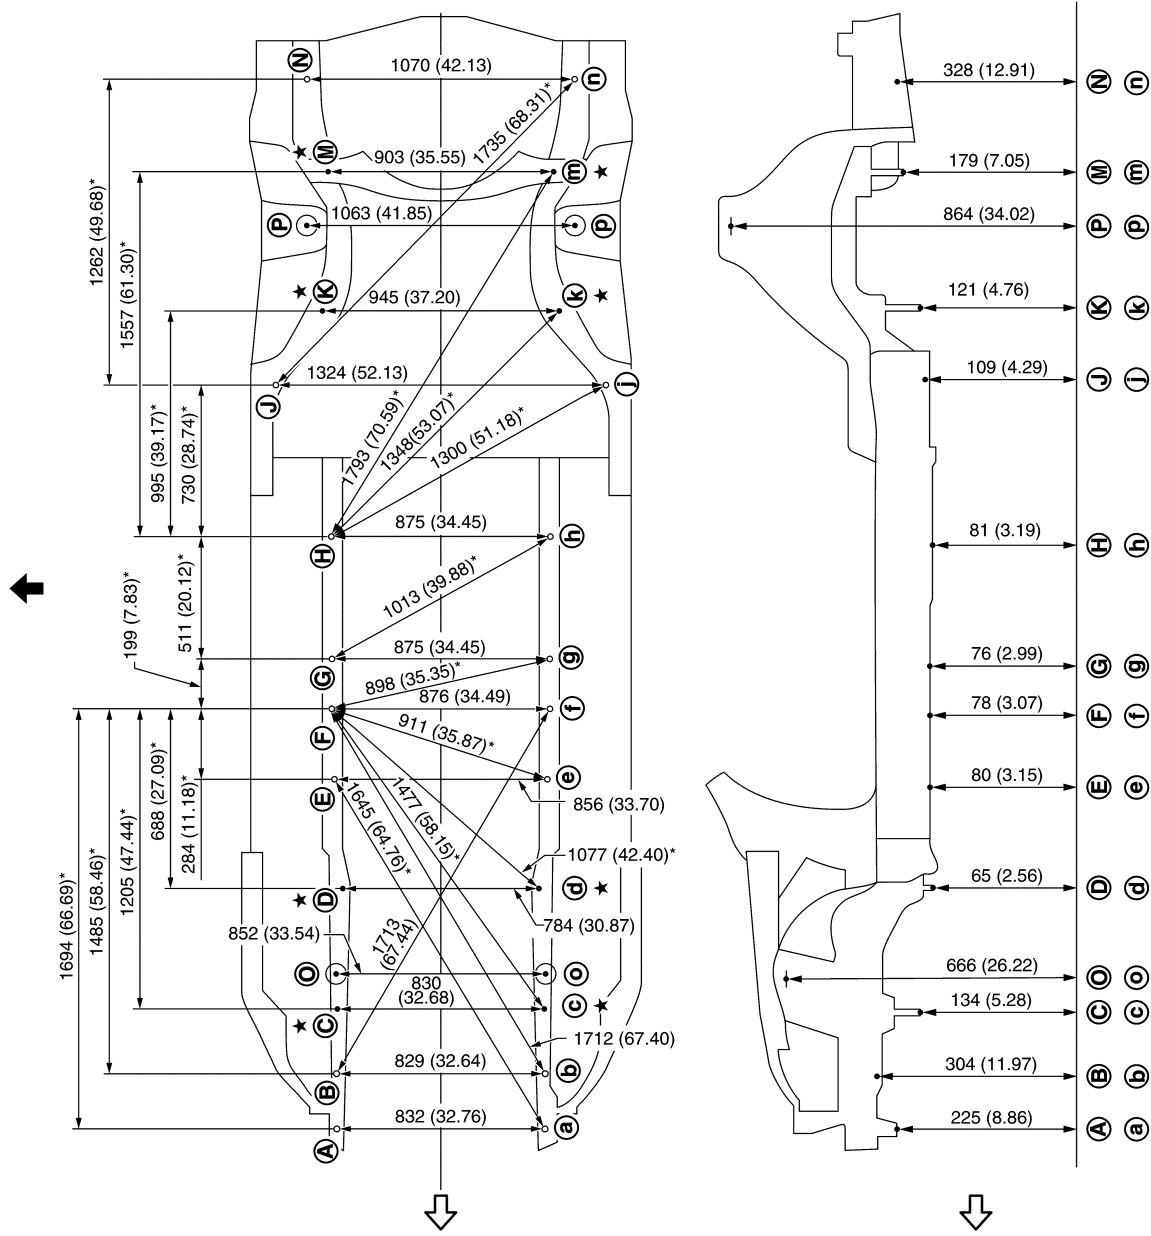 N
1070 (42.13)
n
328 (12.91)
N
n
1735 (68.31)*
★
M
903 (35.55)
m
★
179 (7.05)
M
m
1262 (49.68)*
P
1063 (41.85)
p
864 (34.02)
P
p
1557 (61.30)*
★
K
945 (37.20)
k
★
121 (4.76)
K
k
1324 (52.13)
J
j
109 (4.29)
J
j
995 (39.17)*
730 (28.74)*
1793 (70.59)*
1348(53.07)*
1300 (51.18)*
875 (34.45)
H
h
81 (3.19)
H
h
199 (7.83)*
511 (20.12)*
1013 (39.88)*
875 (34.45)
G
g
76 (2.99)
G
g
898 (35.35)*
876 (34.49)
F
f
78 (3.07)
F
f
911 (35.87)*
E
e
80 (3.15)
E
e
856 (33.70)
1694 (66.69)*
1485 (58.46)*
1205 (47.44)*
688 (27.09)*
284 (11.18)*
1645 (64.76)*
1477 (58.15)*
1077 (42.40)*
★
D
d
★
65 (2.56)
D
d
784 (30.87)
852 (33.54)
1713
(67.44)
O
o
666 (26.22)
O
o
830
(32.68)
★
C
c
★
134 (5.28)
C
c
1712 (67.40)
829 (32.64)
B
b
304 (11.97)
B
b
832 (32.76)
A
a
225 (8.86)
A
a